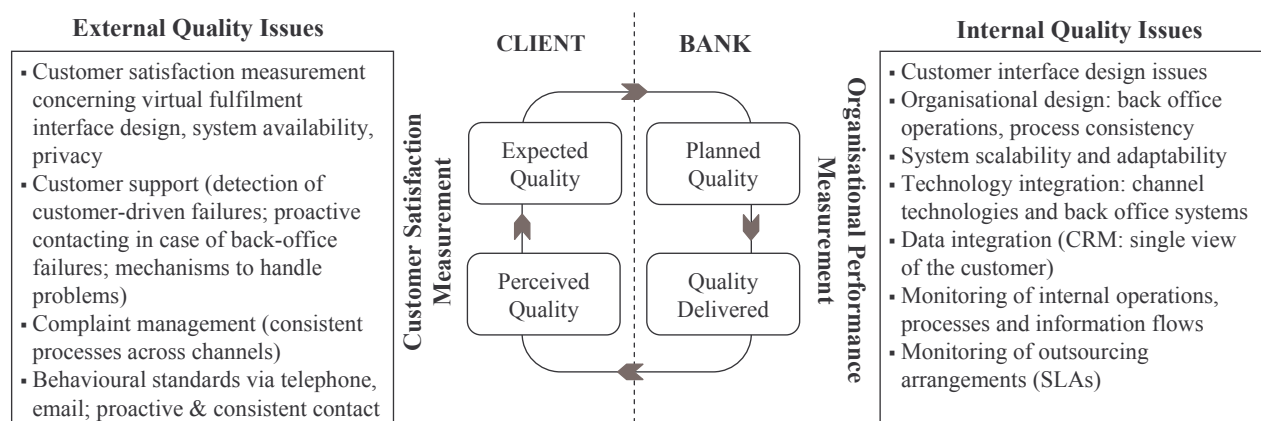 External Quality Issues
▪ Customer satisfaction measurement
concerning virtual fulfilment
interface design, system availability,
privacy
▪ Customer support (detection of
customer-driven failures; proactive
contacting in case of back-office
failures; mechanisms to handle
problems)
▪ Complaint management (consistent
processes across channels)
▪ Behavioural standards via telephone,
email; proactive & consistent contact
Customer Satisfaction
Measurement
CLIENT
BANK
Expected
Quality
Planned
Quality
Perceived
Quality
Quality
Delivered
Organisational Performance
Measurement
Internal Quality Issues
▪ Customer interface design issues
▪ Organisational design: back office
operations, process consistency
▪ System scalability and adaptability
▪ Technology integration: channel
technologies and back office systems
▪ Data integration (CRM: single view
of the customer)
▪ Monitoring of internal operations,
processes and information flows
▪ Monitoring of outsourcing
arrangements (SLAs)